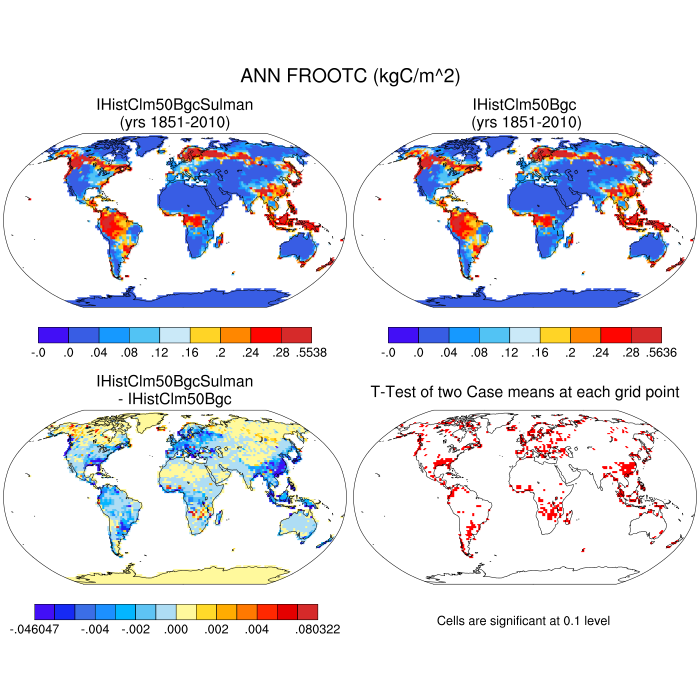 ANN FROOTC (kgC/m^2)
IHistClm50BgcSulman
(yrs 1851-2010)
IHistClm50Bgc
(yrs 1851-2010)
-.0 .0 .04 .08 .12 .16 .2 .24 .28 .5538
-.0 .0 .04 .08 .12 .16 .2 .24 .28 .5636
IHistClm50BgcSulman
- IHistClm50Bgc
T-Test of two Case means at each grid point
-.046047 -.004 -.002 .000 .002 .004 .080322
Cells are significant at 0.1 level